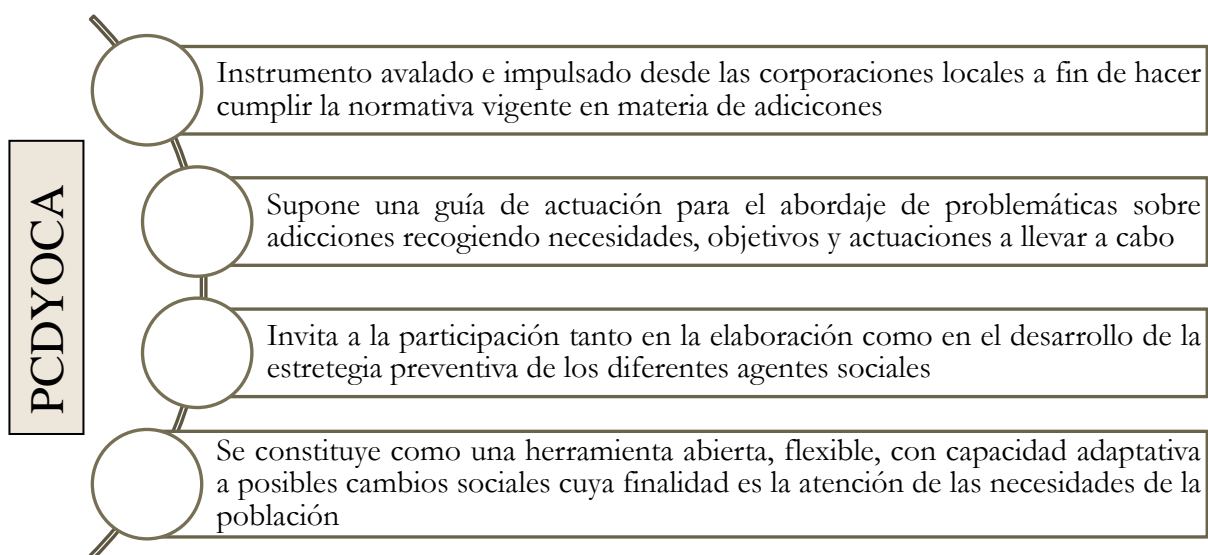 PCDYOCA
Instrumento avalado e impulsado desde las corporaciones locales a fin de hacer
cumplir la normativa vigente en materia de adicicones
Supone una guía de actuación para el abordaje de problemáticas sobre
adicciones recogiendo necesidades, objetivos y actuaciones a llevar a cabo
Invita a la participación tanto en la elaboración como en el desarrollo de la
estretegia preventiva de los diferentes agentes sociales
Se constituye como una herramienta abierta, flexible, con capacidad adaptativa
a posibles cambios sociales cuya finalidad es la atención de las necesidades de la
población